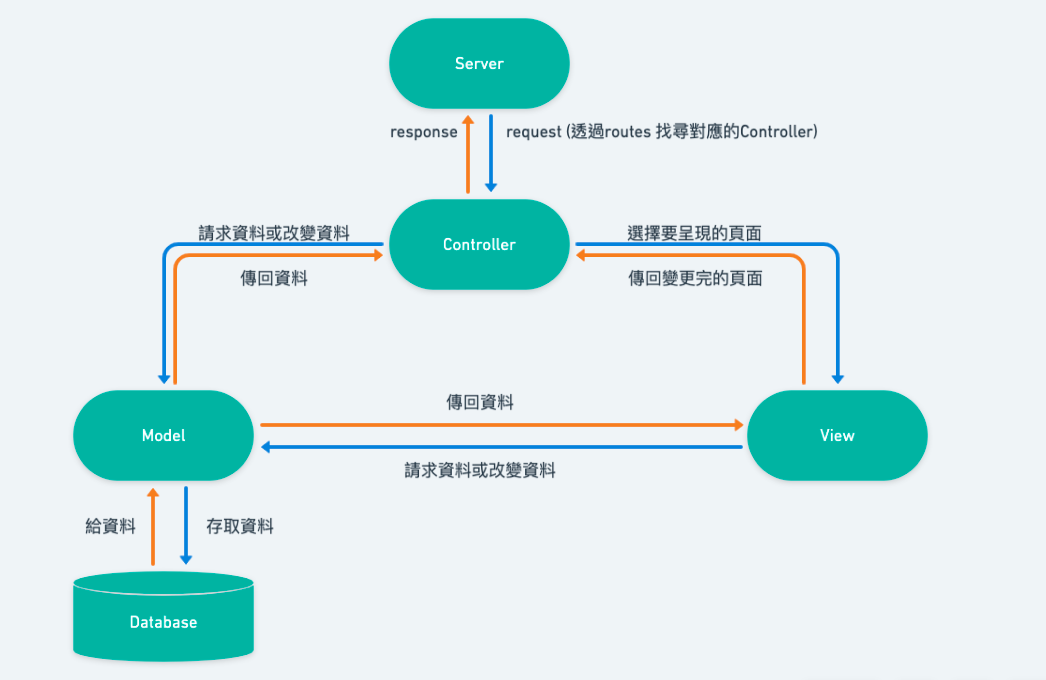 Server
response
request (透過routes 找尋對應的Controller)
請求資料或改變資料
Controller
選擇要呈現的頁面
傳回資料
傳回變更完的頁面
傳回資料
Model
View
請求資料或改變資料
給資料
存取資料
Database